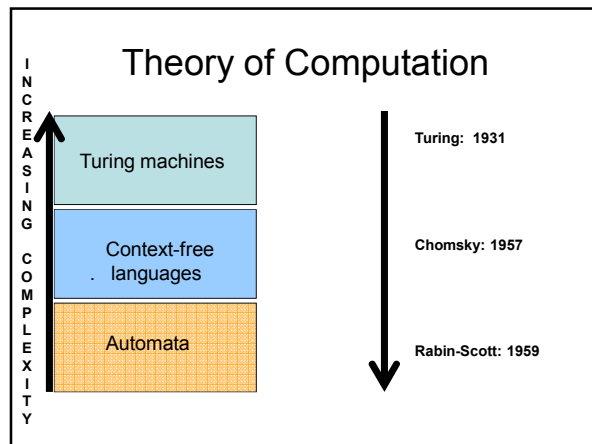 Theory of Computation
INCREASING COMPLEXITY
Turing machines
Context-free
. languages
Automata
Turing: 1931
Chomsky: 1957
Rabin-Scott: 1959